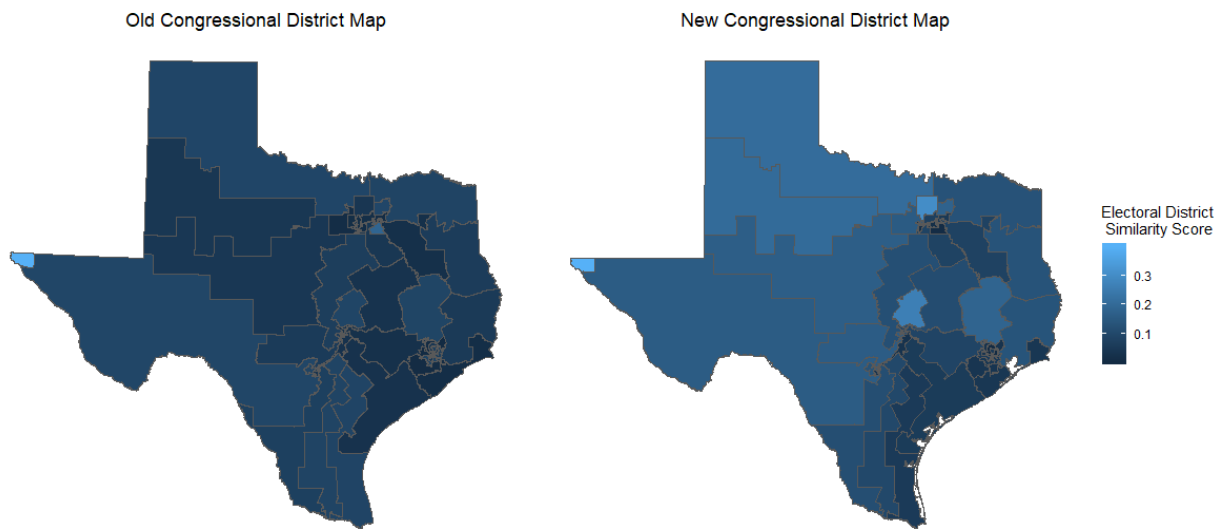 Old Congressional District Map
New Congressional District Map
Electoral District
Similarity Score
0.3
0.2
0.1